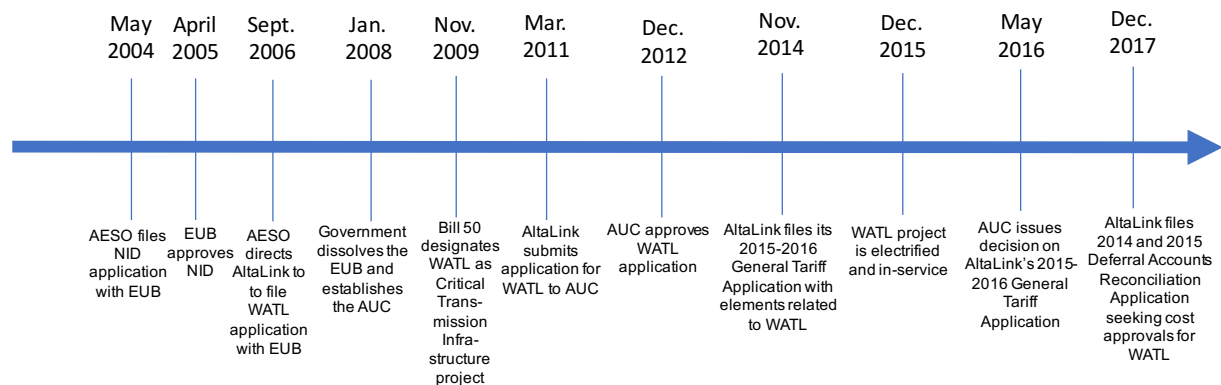 May
2004
April
2005
Sept.
2006
Jan.
2008
Nov.
2009
Mar.
2011
Dec.
2012
Nov.
2014
Dec.
2015
May
2016
Dec.
2017
AESO files
NID
application
with EUB
EUB
approves
NID
AESO
directs
AltaLink to
to file
WATL
application
with EUB
Government
dissolves the
EUB and
establishes
the AUC
Bill 50
designates
WATL as
Critical
Trans-
mission
Infra-
structure
project
AltaLink
submits
application for
WATL to AUC
AUC approves
WATL
application
AltaLink files its
2015-2016
General Tariff
Application with
elements related
to WATL
WATL project
is electrified
and in-service
AUC issues
decision on
AltaLink's 2015-
2016 General
Tariff
Application
AltaLink files
2014 and 2015
Deferral Accounts
Reconciliation
Application
seeking cost
approvals for
WATL